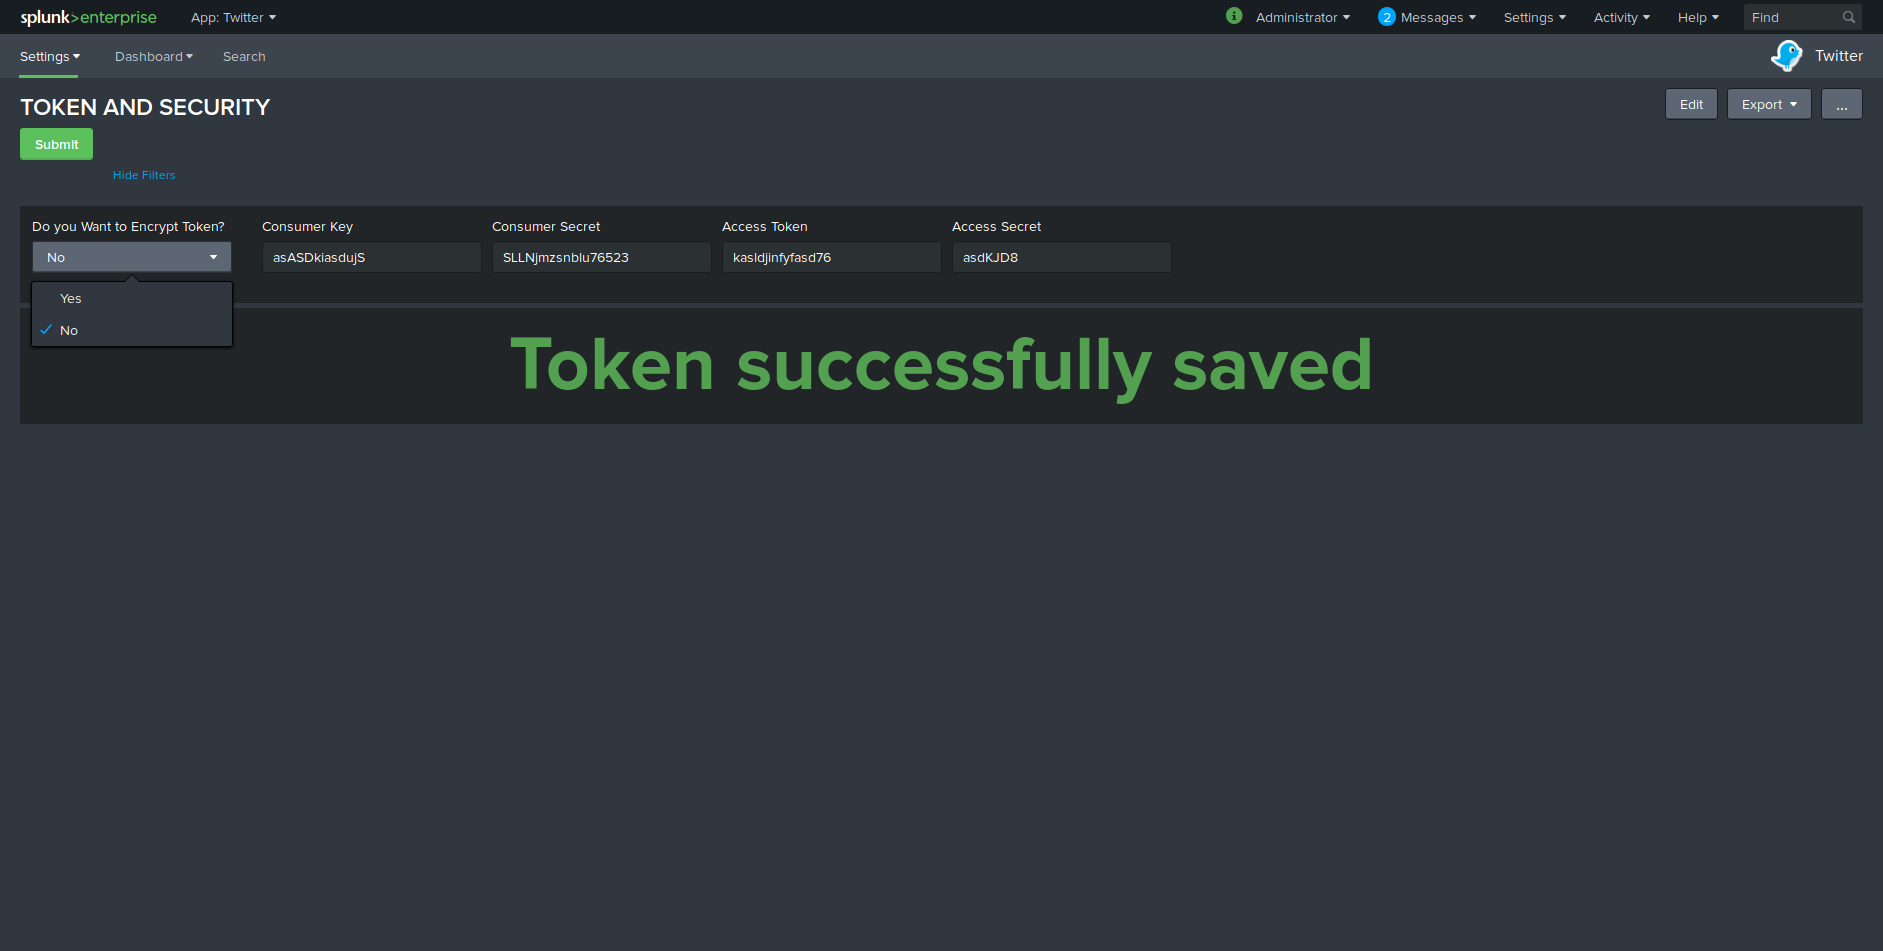 splunk>enterprise App: Twitter i Administrator 2 Messages Settings Activity Help Find
Settings Dashboard Search Twitter
TOKEN AND SECURITY Edit Export ...
Submit
Hide Filters
Do you Want to Encrypt Token? Consumer Key Consumer Secret Access Token Access Secret
No asASDkiasdujS SLLNjmzsnblu76523 kasldjinfyfasd76 asdKJD8
Yes
No
Token successfully saved